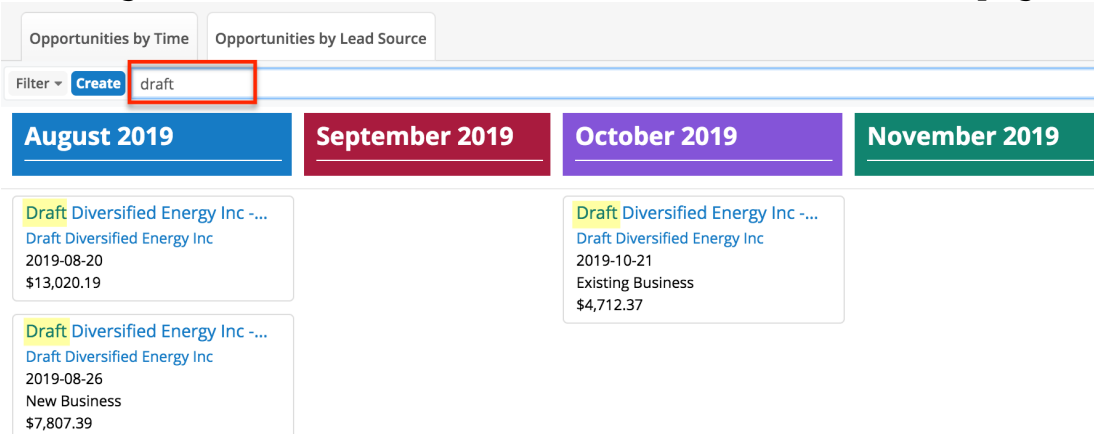 Opportunities by Time
Opportunities by Lead Source
Filter
Create
draft
August 2019
September 2019
October 2019
November 2019
Draft Diversified Energy Inc -...
Draft Diversified Energy Inc
2019-08-20
$13,020.19
Draft Diversified Energy Inc -...
Draft Diversified Energy Inc
2019-08-26
New Business
$7,807.39
Draft Diversified Energy Inc -...
Draft Diversified Energy Inc
2019-10-21
Existing Business
$4,712.37